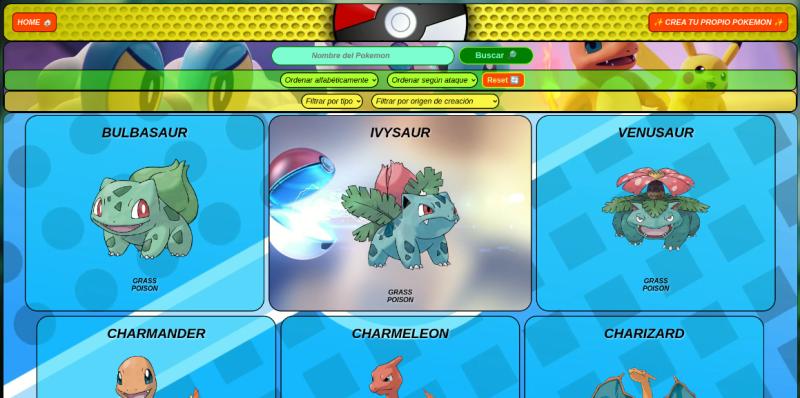 HOME 🏠
✨ CREA TU PROPIO POKEMON ✨
Nombre del Pokemon
Buscar 🔎
Ordenar alfabéticamente
Ordenar según ataque
Reset 🔄
Filtrar por tipo
Filtrar por origen de creación
BULBASAUR
GRASS
POISON
IVYSAUR
GRASS
POISON
VENUSAUR
GRASS
POISON
CHARMANDER
CHARMELEON
CHARIZARD